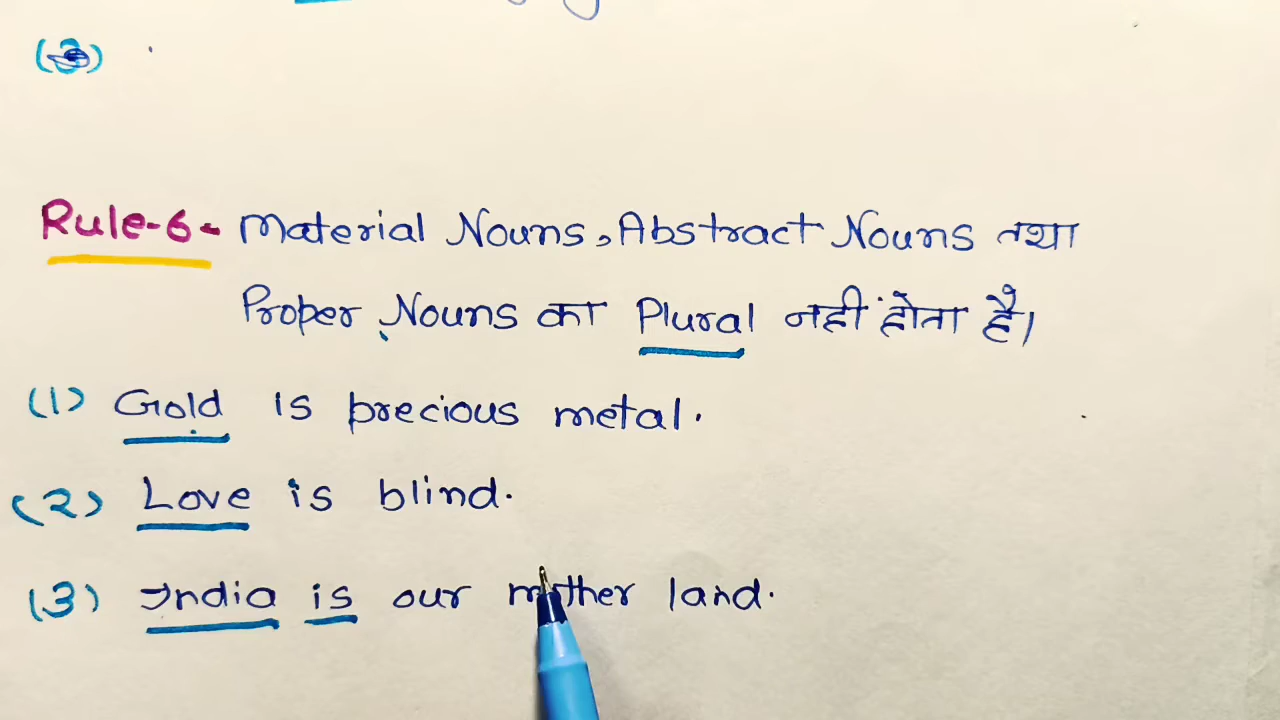 (3)
Rule-6- Material Nouns, Abstract Nouns तथा
Proper Nouns का Plural नहीं होता है।
(1) Gold is precious metal.
(2) Love is blind.
(3) India is our mother land.